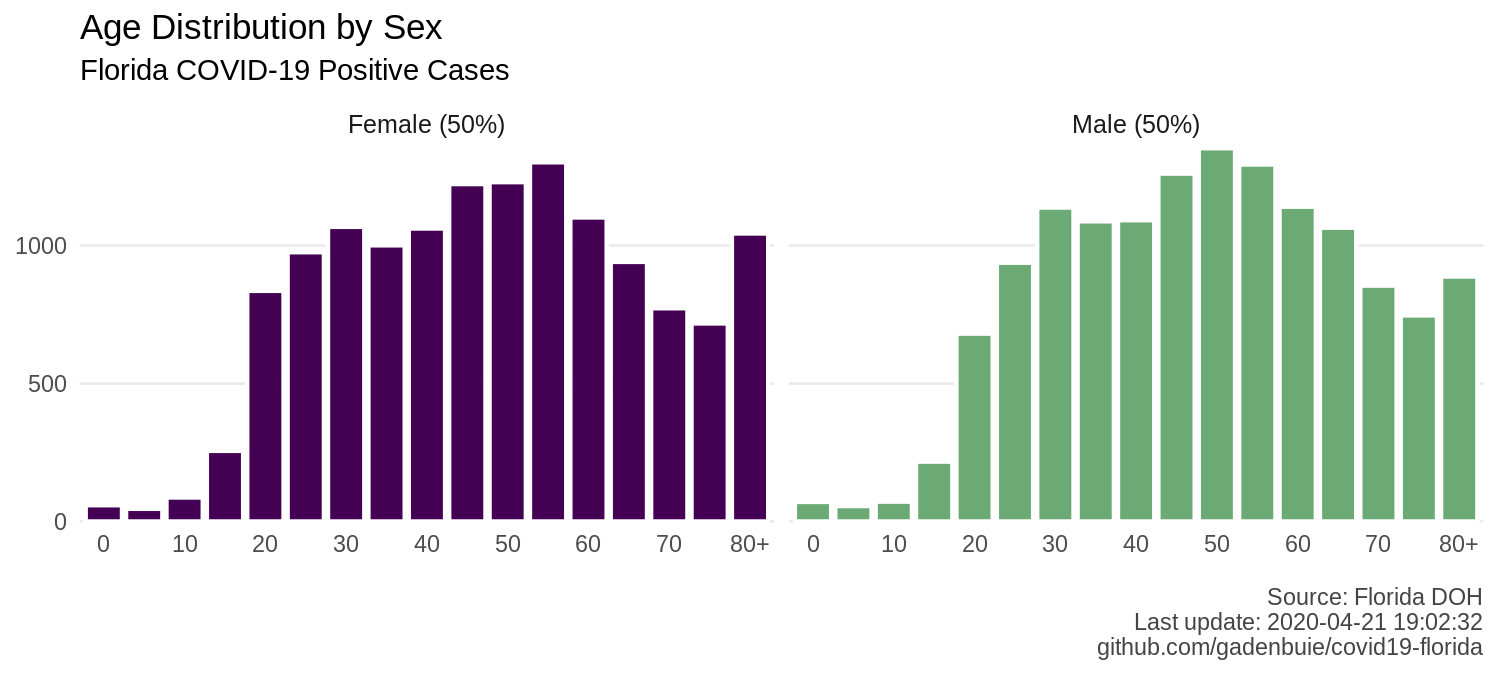 Age Distribution by Sex
Florida COVID-19 Positive Cases
Female (50%)
Male (50%)
1000
500
0
0 10 20 30 40 50 60 70 80+
0 10 20 30 40 50 60 70 80+
Source: Florida DOH
Last update: 2020-04-21 19:02:32
github.com/gadenbuie/covid19-florida